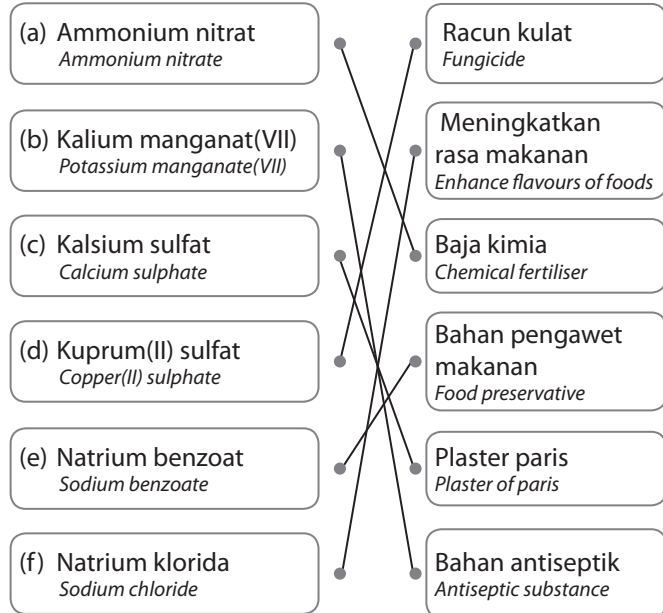 (a) Ammonium nitrat
Ammonium nitrate
(b) Kalium manganat(VII)
Potassium manganate(VII)
(c) Kalsium sulfat
Calcium sulphate
(d) Kuprum(II) sulfat
Copper(II) sulphate
(e) Natrium benzoat
Sodium benzoate
(f) Natrium klorida
Sodium chloride
Racun kulat
Fungicide
Meningkatkan
rasa makanan
Enhance flavours of foods
Baja kimia
Chemical fertiliser
Bahan pengawet
makanan
Food preservative
Plaster paris
Plaster of paris
Bahan antiseptik
Antiseptic substance